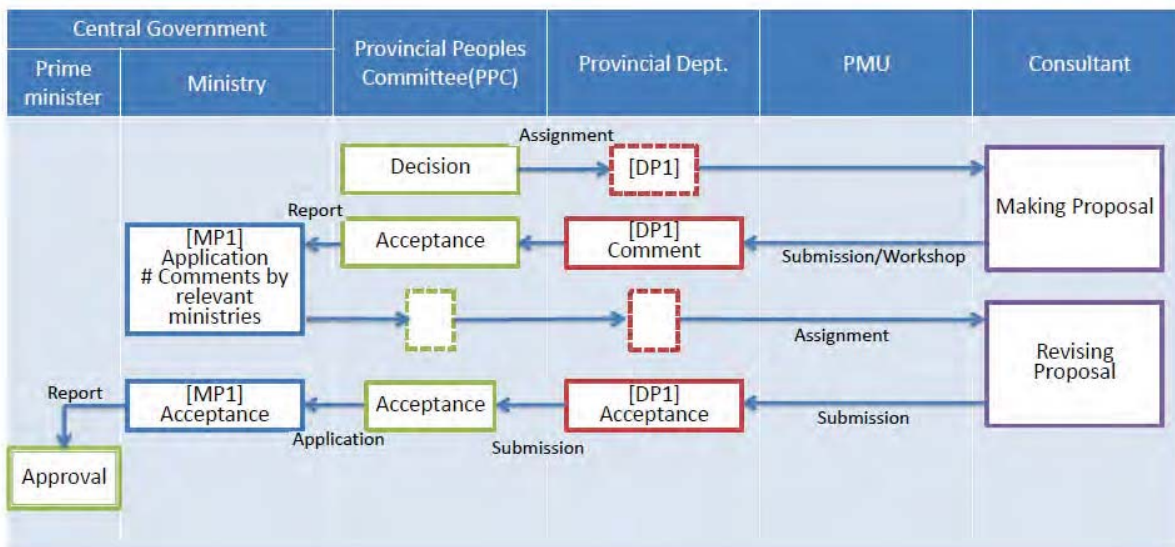 Central Government
Prime
minister
Ministry
Provincial Peoples
Committee(PPC)
Provincial Dept.
PMU
Consultant
Assignment
Decision
[DP1]
Making Proposal
Report
[MP1]
Application
# Comments by
relevant
ministries
Acceptance
[DP1]
Comment
Submission/Workshop
Assignment
Revising
Proposal
Report
[MP1]
Acceptance
Application
Acceptance
Submission
[DP1]
Acceptance
Submission
Approval